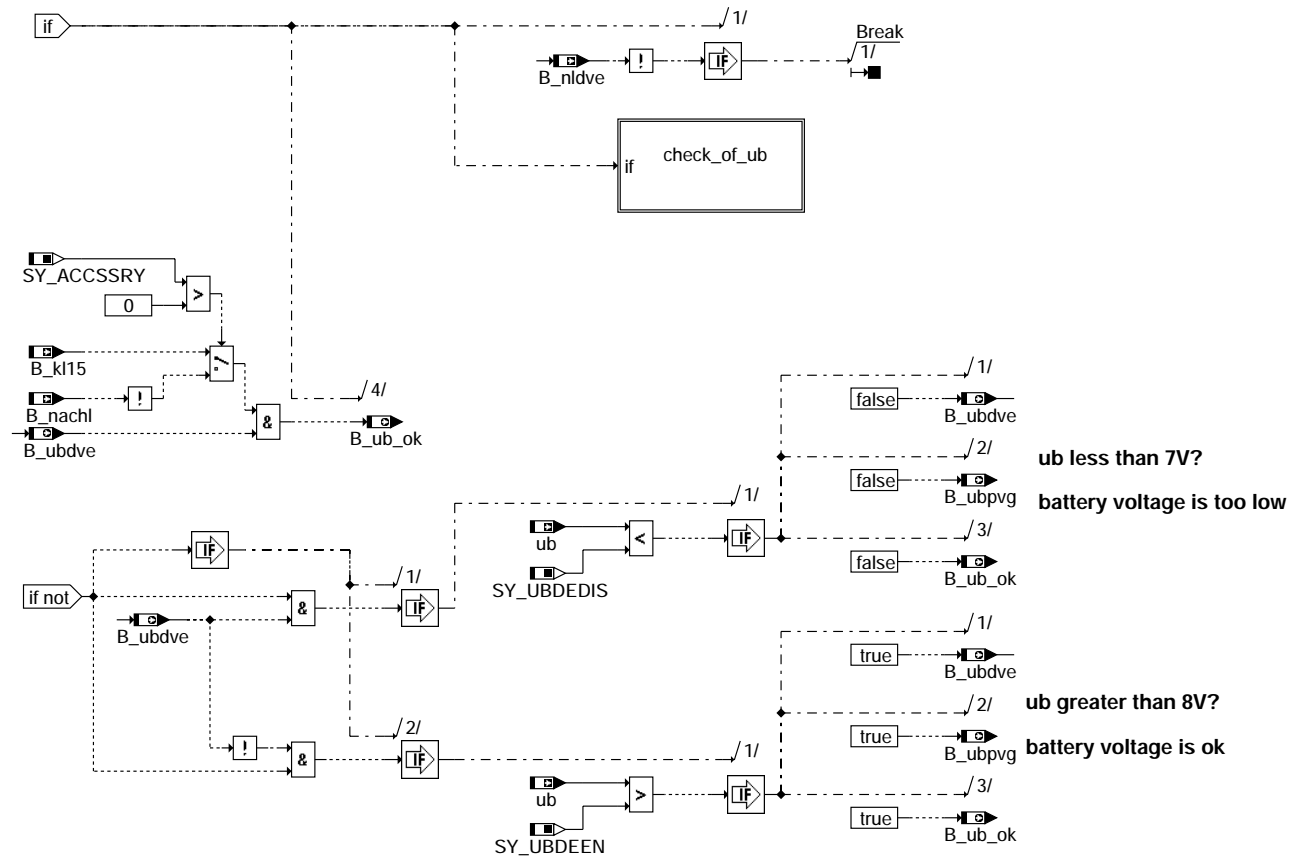 if
/1/
Break
/1/
B_nldve
!
IF
check_of_ub
if
SY_ACCSSRY
0
>
B_kl15
B_nachl
!
B_ubdve
&
/4/
B_ub_ok
/1/
false
B_ubdve
/2/
ub less than 7V?
false
B_ubpvg
battery voltage is too low
/3/
false
B_ub_ok
/1/
ub
<
IF
SY_UBDEDIS
IF
/1/
if not
&
IF
B_ubdve
/1/
true
B_ubdve
/2/
ub greater than 8V?
true
B_ubpvg
battery voltage is ok
/3/
true
B_ub_ok
/2/
!
&
IF
/1/
ub
>
IF
SY_UBDEEN